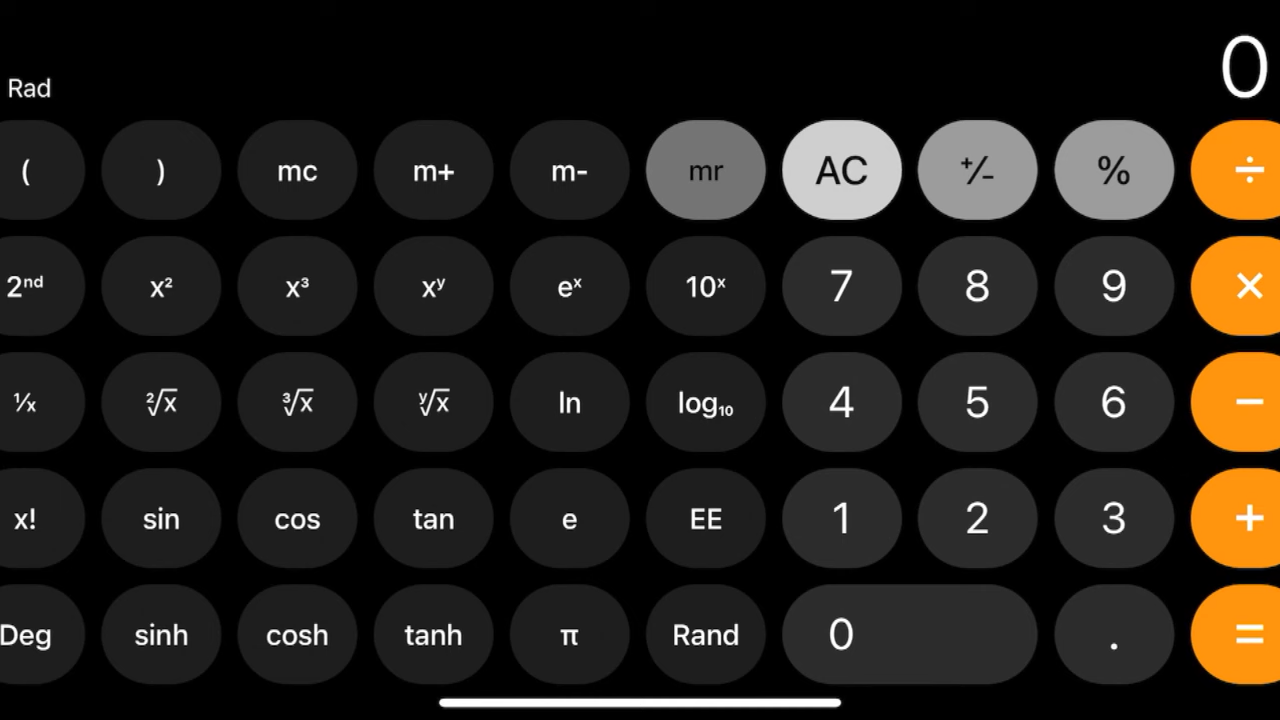 0
Rad
( ) mc m+ m- mr AC ⁺∕₋ % ÷
2ⁿᵈ x² x³ xʸ eˣ 10ˣ 7 8 9 ×
¹∕ₓ ²√x ³√x ʸ√x ln log₁₀ 4 5 6 −
x! sin cos tan e EE 1 2 3 +
Deg sinh cosh tanh π Rand 0 . =